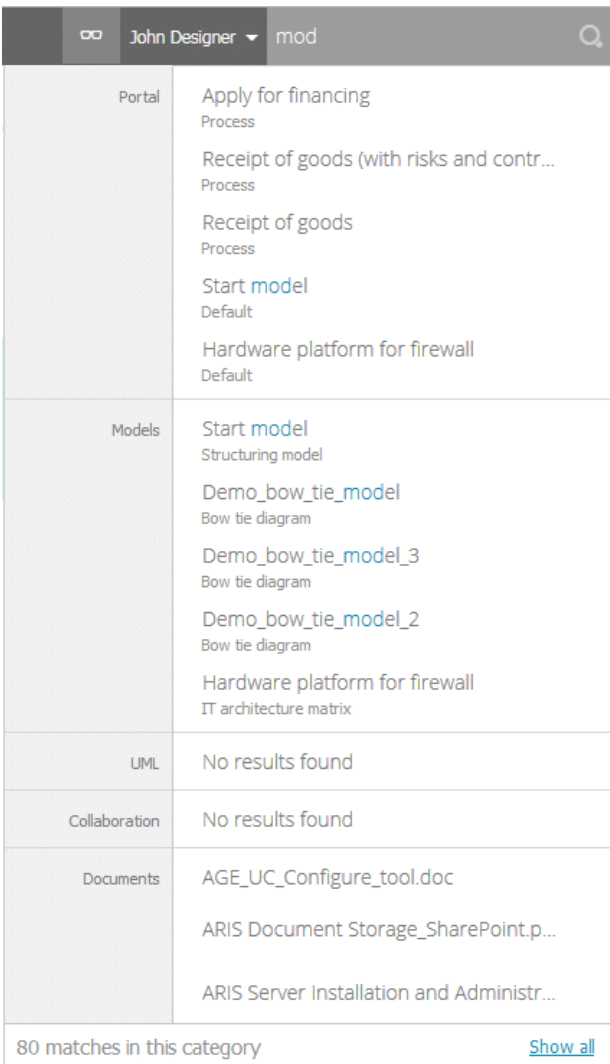 John Designer mod
Portal
Apply for financing
Process
Receipt of goods (with risks and contr...
Process
Receipt of goods
Process
Start model
Default
Hardware platform for firewall
Default
Models
Start model
Structuring model
Demo_bow_tie_model
Bow tie diagram
Demo_bow_tie_model_3
Bow tie diagram
Demo_bow_tie_model_2
Bow tie diagram
Hardware platform for firewall
IT architecture matrix
UML
No results found
Collaboration
No results found
Documents
AGE_UC_Configure_tool.doc
ARIS Document Storage_SharePoint.p...
ARIS Server Installation and Administr...
80 matches in this category Show all